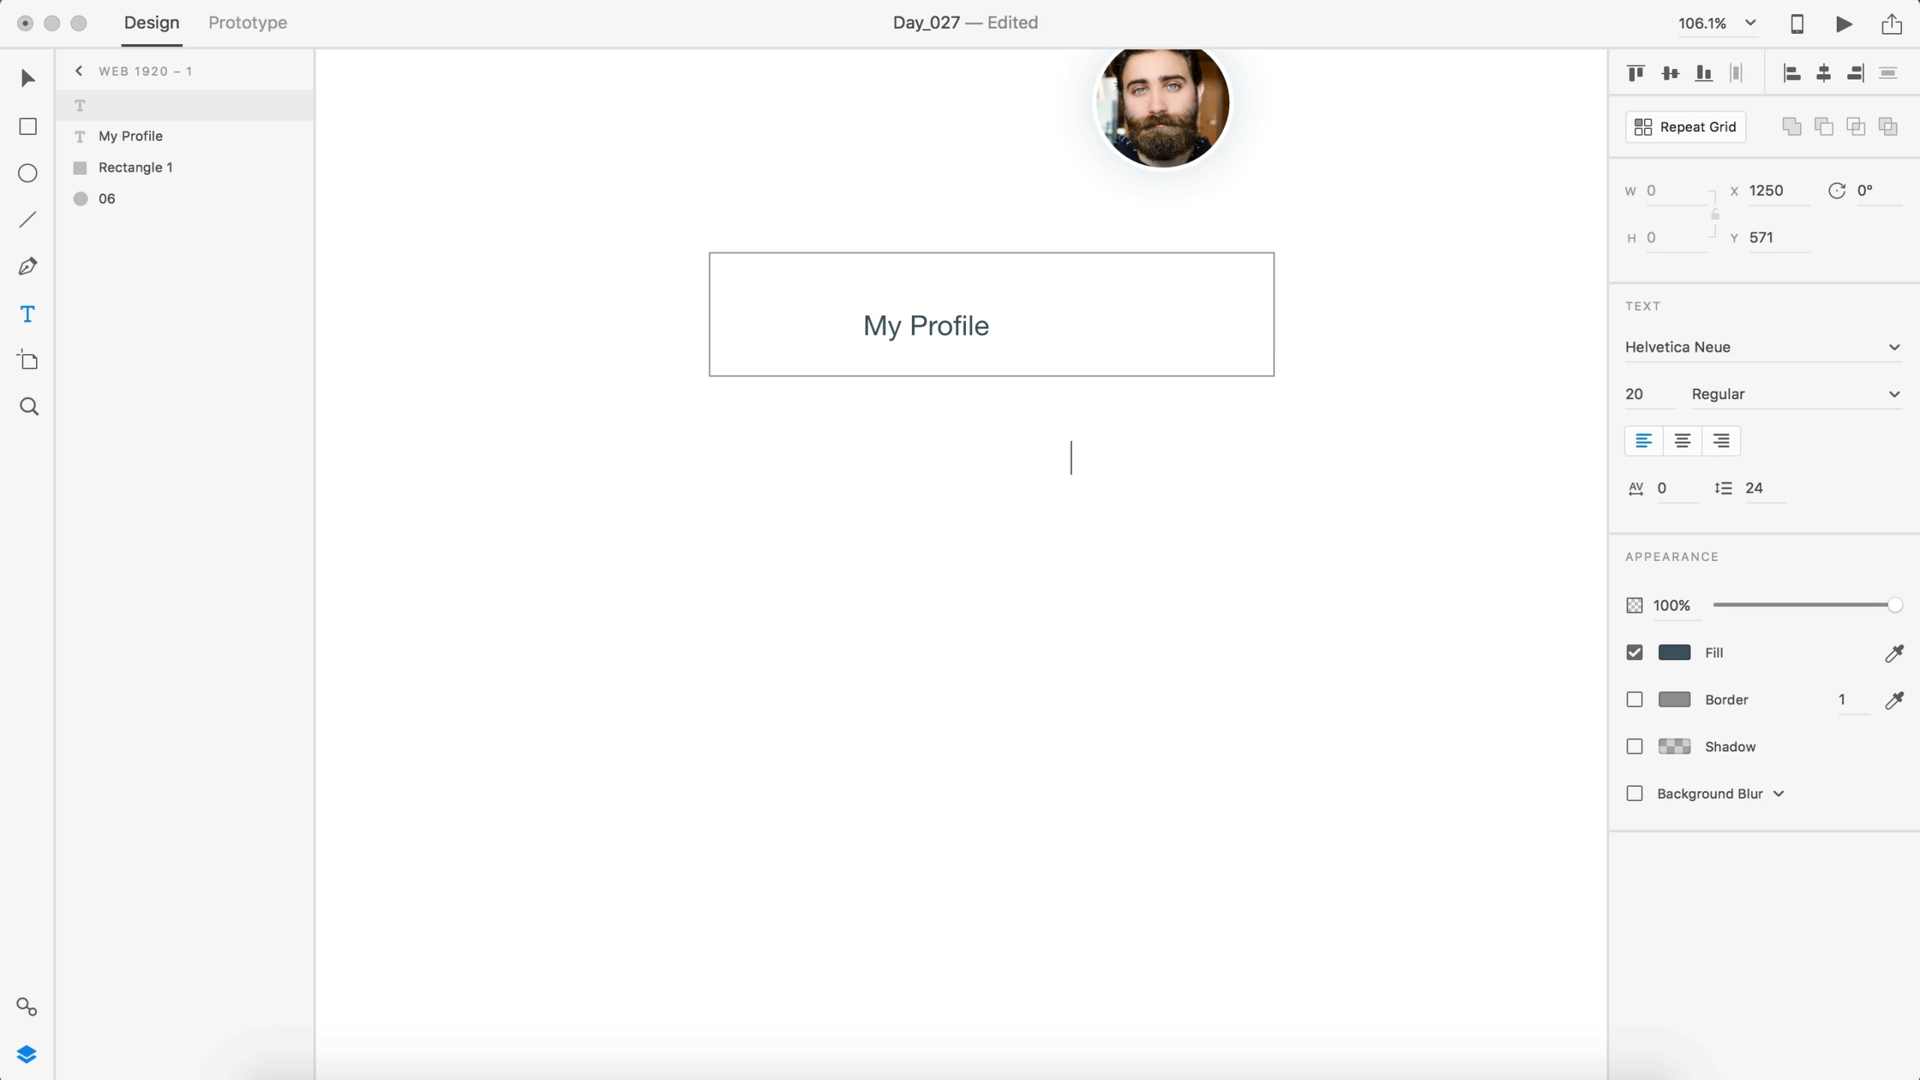 Design Prototype Day_027 — Edited 106.1%
WEB 1920 – 1
T
T My Profile
Rectangle 1
06
My Profile
Repeat Grid
W 0 X 1250 0°
H 0 Y 571
TEXT
Helvetica Neue
20 Regular
AV 0 24
APPEARANCE
100%
Fill
Border 1
Shadow
Background Blur